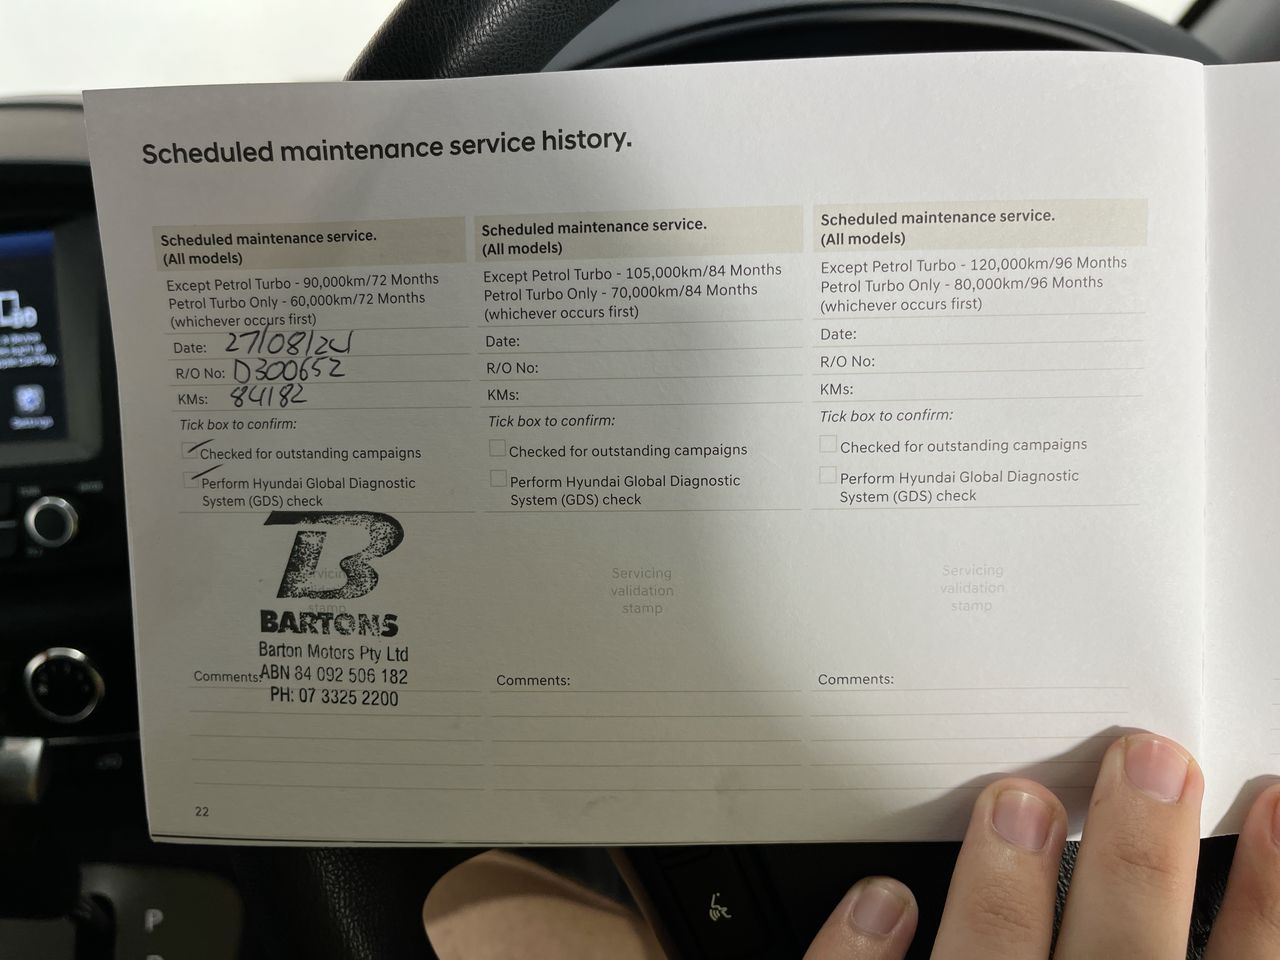 Scheduled maintenance service history.
Scheduled maintenance service.
(All models)
Except Petrol Turbo - 90,000km/72 Months
Petrol Turbo Only - 60,000km/72 Months
(whichever occurs first)
Date: 27/08/24
R/O No: D300652
KMs: 84182
Tick box to confirm:
Checked for outstanding campaigns
Perform Hyundai Global Diagnostic
System (GDS) check
BARTONS
Barton Motors Pty Ltd
ABN 84 092 506 182
PH: 07 3325 2200
Comments:
22
Scheduled maintenance service.
(All models)
Except Petrol Turbo - 105,000km/84 Months
Petrol Turbo Only - 70,000km/84 Months
(whichever occurs first)
Date:
R/O No:
KMs:
Tick box to confirm:
Checked for outstanding campaigns
Perform Hyundai Global Diagnostic
System (GDS) check
Servicing
validation
stamp
Comments:
Scheduled maintenance service.
(All models)
Except Petrol Turbo - 120,000km/96 Months
Petrol Turbo Only - 80,000km/96 Months
(whichever occurs first)
Date:
R/O No:
KMs:
Tick box to confirm:
Checked for outstanding campaigns
Perform Hyundai Global Diagnostic
System (GDS) check
Servicing
validation
stamp
Comments:
Settings
P